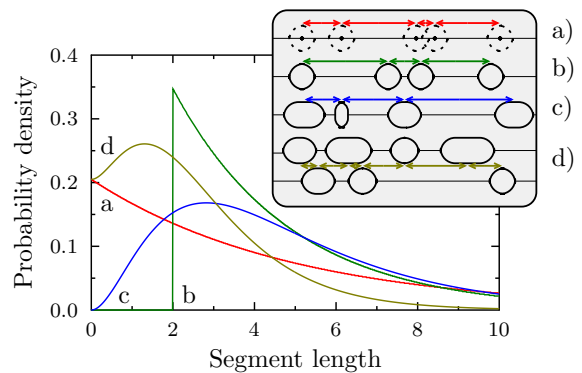 a)
b)
c)
d)
0.4
0.3
0.2
0.1
0.0
Probability density
d
a
c
b
0 2 4 6 8 10
Segment length